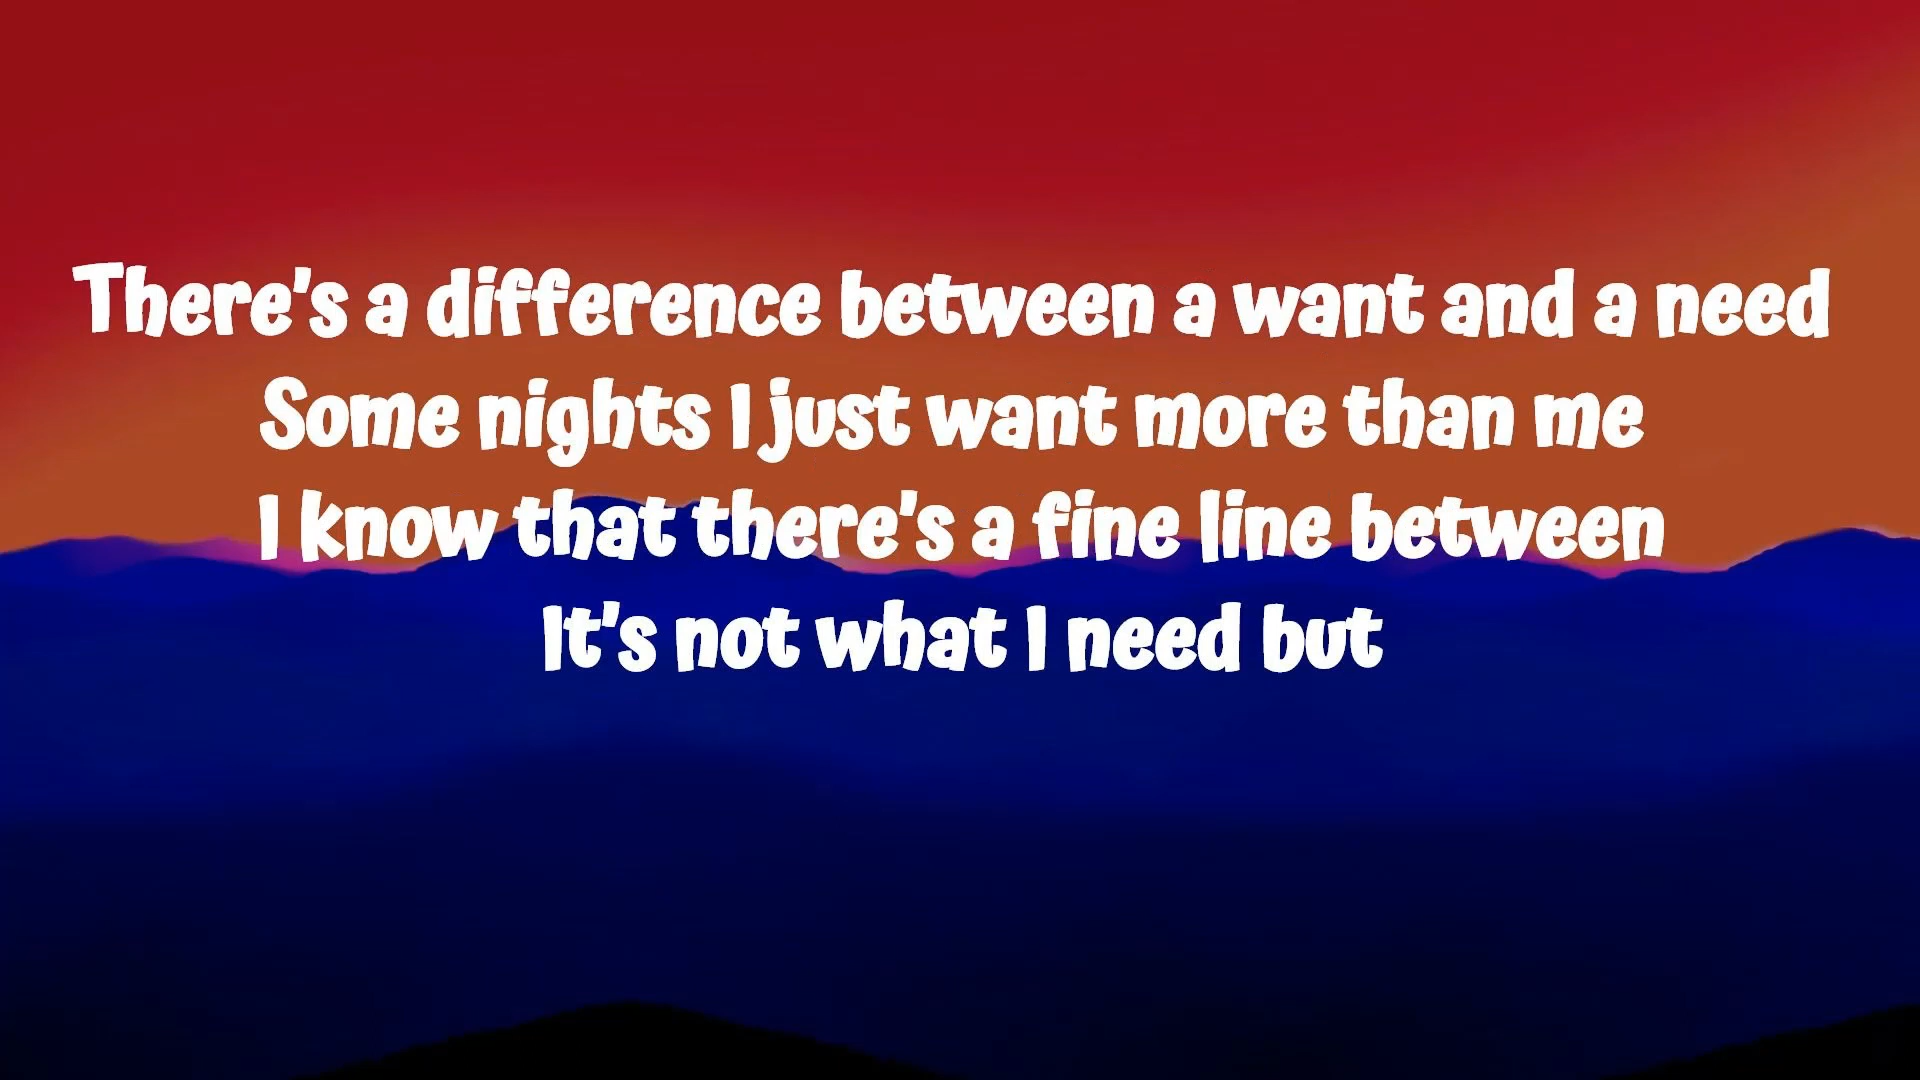 There's a difference between a want and a need
Some nights I just want more than me
I know that there's a fine line between
It's not what I need but